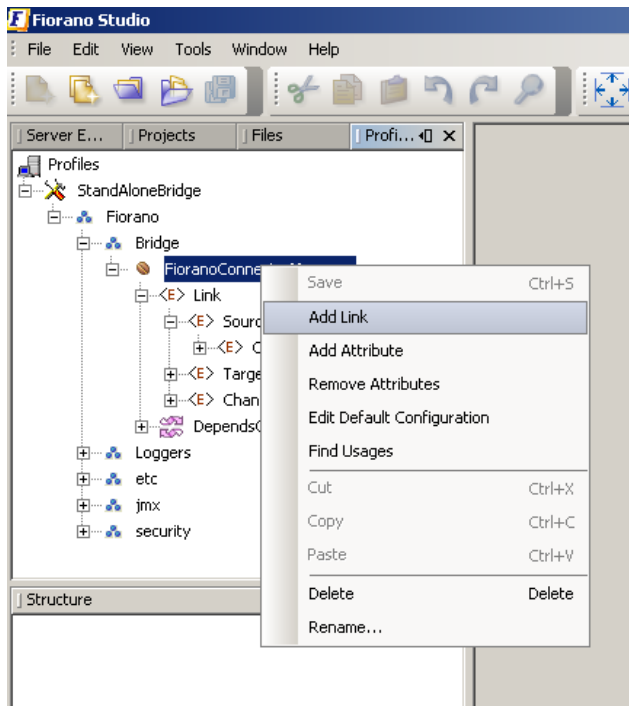 Fiorano Studio
File Edit View Tools Window Help
Server E... Projects Files Profi...
Profiles
StandAloneBridge
Fiorano
Bridge
<E> Link
<E>
<E>
<E>
<E>
Loggers
etc
jmx
security
Structure
Save Ctrl+S
Add Link
Add Attribute
Remove Attributes
Edit Default Configuration
Find Usages
Cut Ctrl+X
Copy Ctrl+C
Paste Ctrl+V
Delete Delete
Rename...